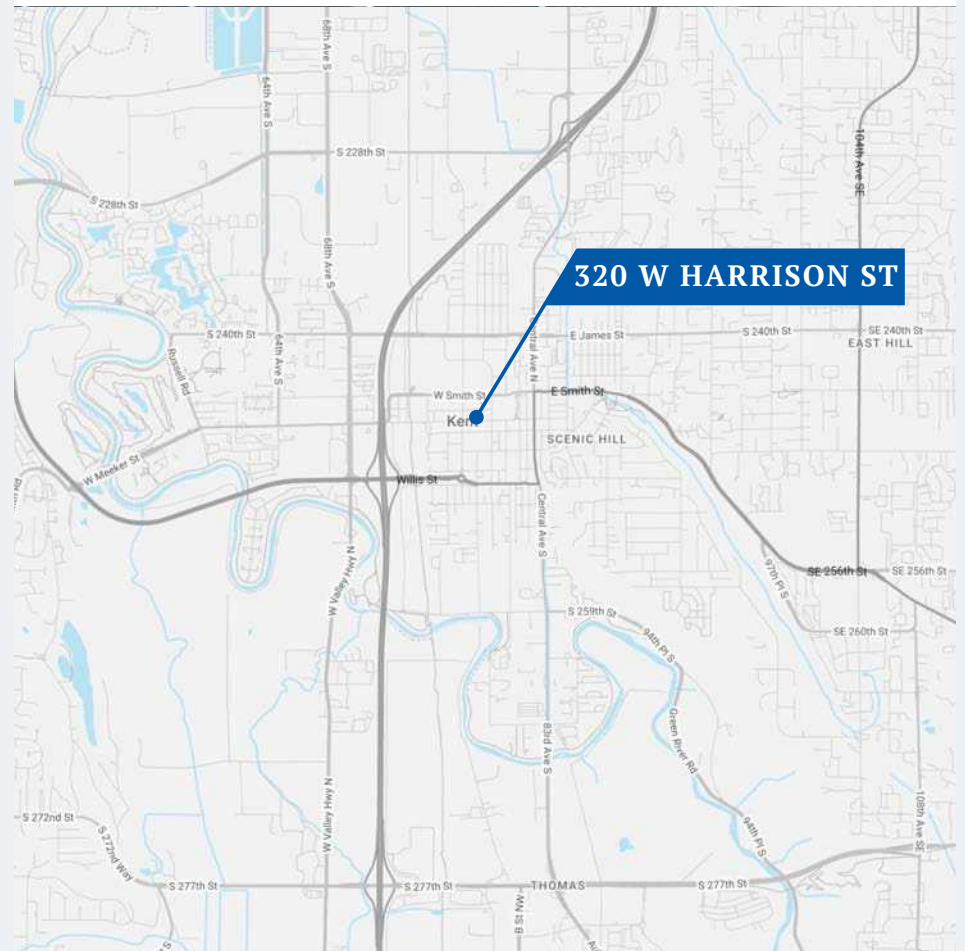 68th Ave S
64th Ave S
S 228th St
104th Ave SE
S 228th St
68th Ave S
320 W HARRISON ST
Central Ave N
S 240th St
E James St
S 240th St
SE 240th St
EAST HILL
64th Ave S
Russell Rd
W Smith St
E Smith St
Kent
SCENIC HILL
W Meeker St
Willis St
Central Ave S
W Valley Hwy N
97th Pl S
SE 256th St
SE 256th St
S 259th St
94th Pl S
SE 260th St
Green River Rd
83rd Ave S
W Valley Hwy N
108th Ave SE
S 272nd St
S 272nd Way
94th Pl S
S 277th St
S 277th St
THOMAS
S 277th St
B St NW